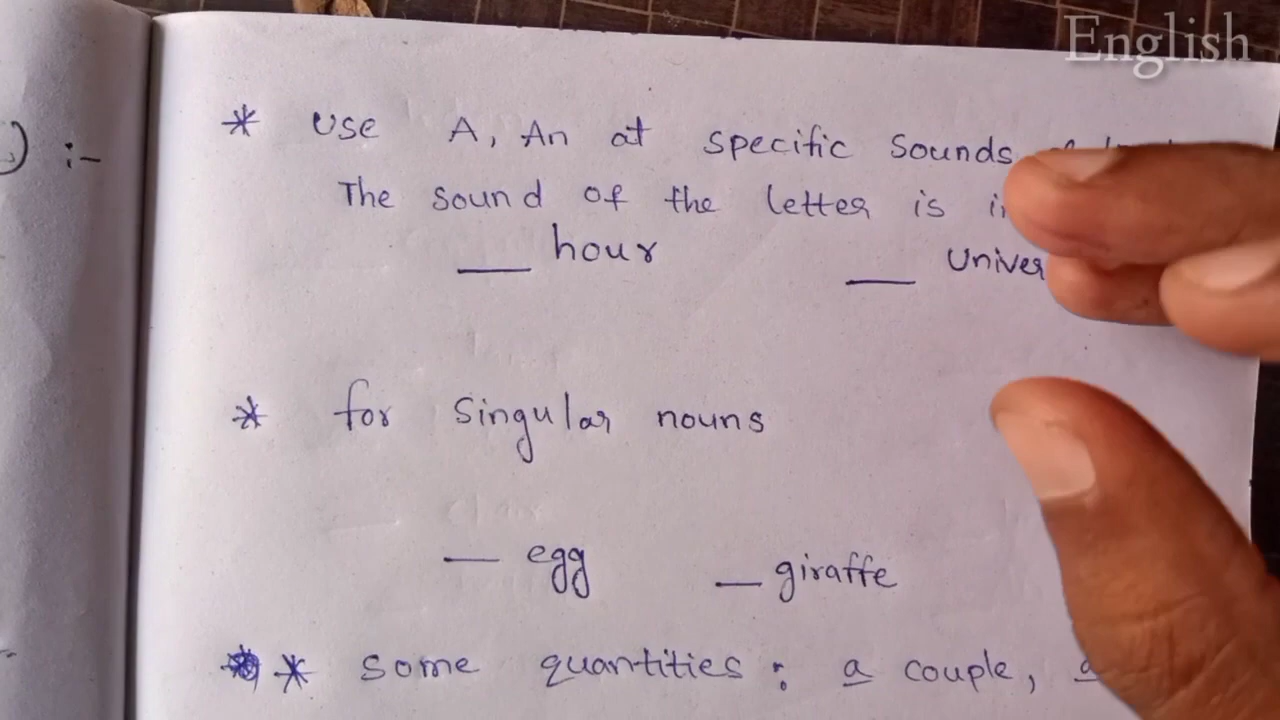 English
) :-
* Use A, An at specific sounds
The sound of the letter is
___ hour ___
* for singular nouns
— egg — giraffe
* some quantities : a couple, a